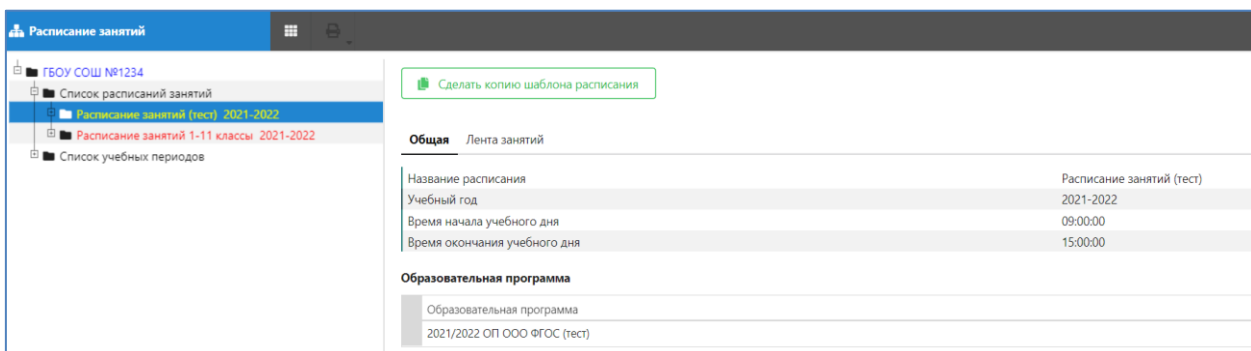 Расписание занятий
ГБОУ СОШ №1234
Список расписаний занятий
Расписание занятий (тест) 2021-2022
Расписание занятий 1-11 классы 2021-2022
Список учебных периодов
Сделать копию шаблона расписания
Общая Лента занятий
Название расписания Расписание занятий (тест)
Учебный год 2021-2022
Время начала учебного дня 09:00:00
Время окончания учебного дня 15:00:00
Образовательная программа
Образовательная программа
2021/2022 ОП ООО ФГОС (тест)